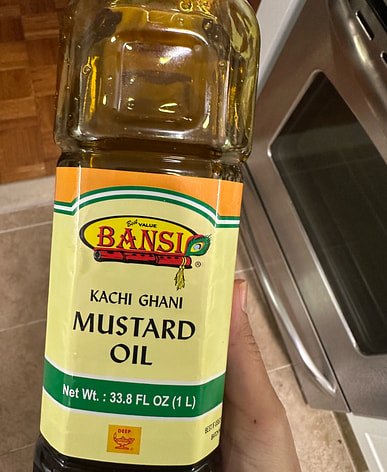 Best VALUE
BANSI
®
KACHI GHANI
MUSTARD
OIL
Net Wt. : 33.8 FL OZ (1 L)
DEEP